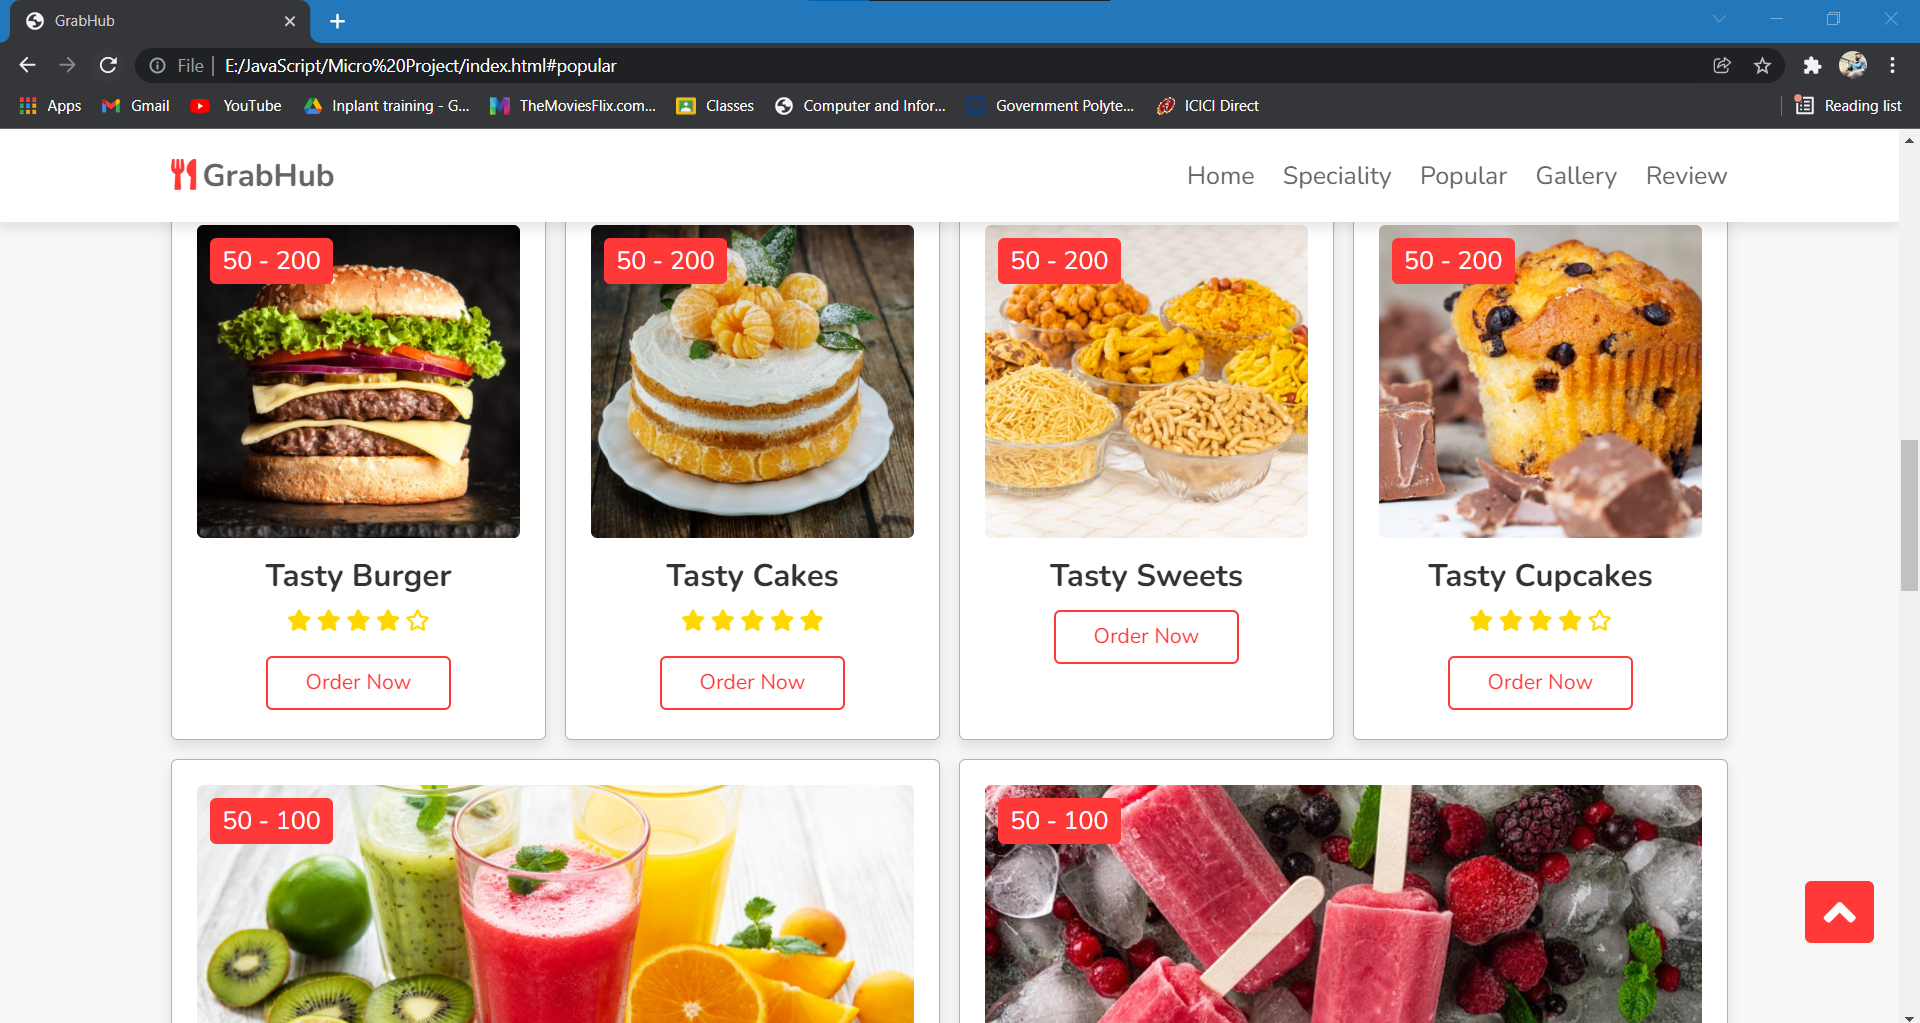 GrabHub
File
E:/JavaScript/Micro%20Project/index.html#popular
Apps
Gmail
YouTube
Inplant training - G...
TheMoviesFlix.com...
Classes
Computer and Infor...
Government Polyte...
ICICI Direct
Reading list
GrabHub
Home
Speciality
Popular
Gallery
Review
50 - 200
50 - 200
50 - 200
50 - 200
Tasty Burger
Tasty Cakes
Tasty Sweets
Tasty Cupcakes
Order Now
Order Now
Order Now
Order Now
50 - 100
50 - 100